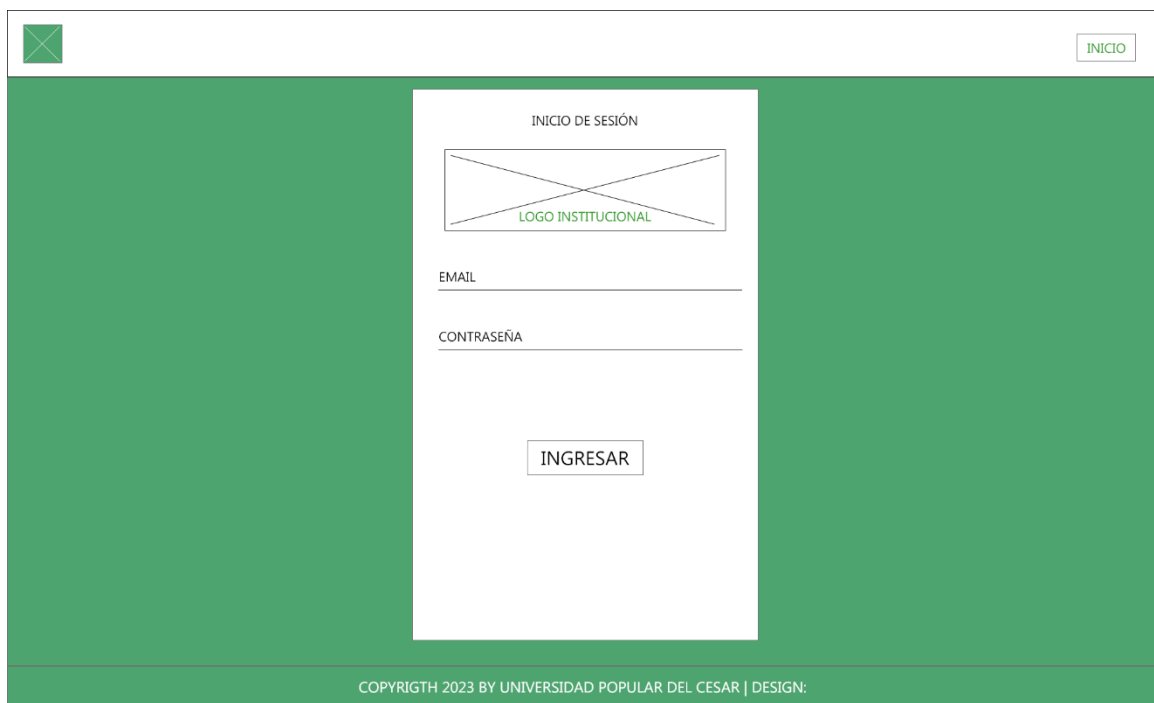 INICIO
INICIO DE SESIÓN
LOGO INSTITUCIONAL
EMAIL
CONTRASEÑA
INGRESAR
COPYRIGTH 2023 BY UNIVERSIDAD POPULAR DEL CESAR | DESIGN: